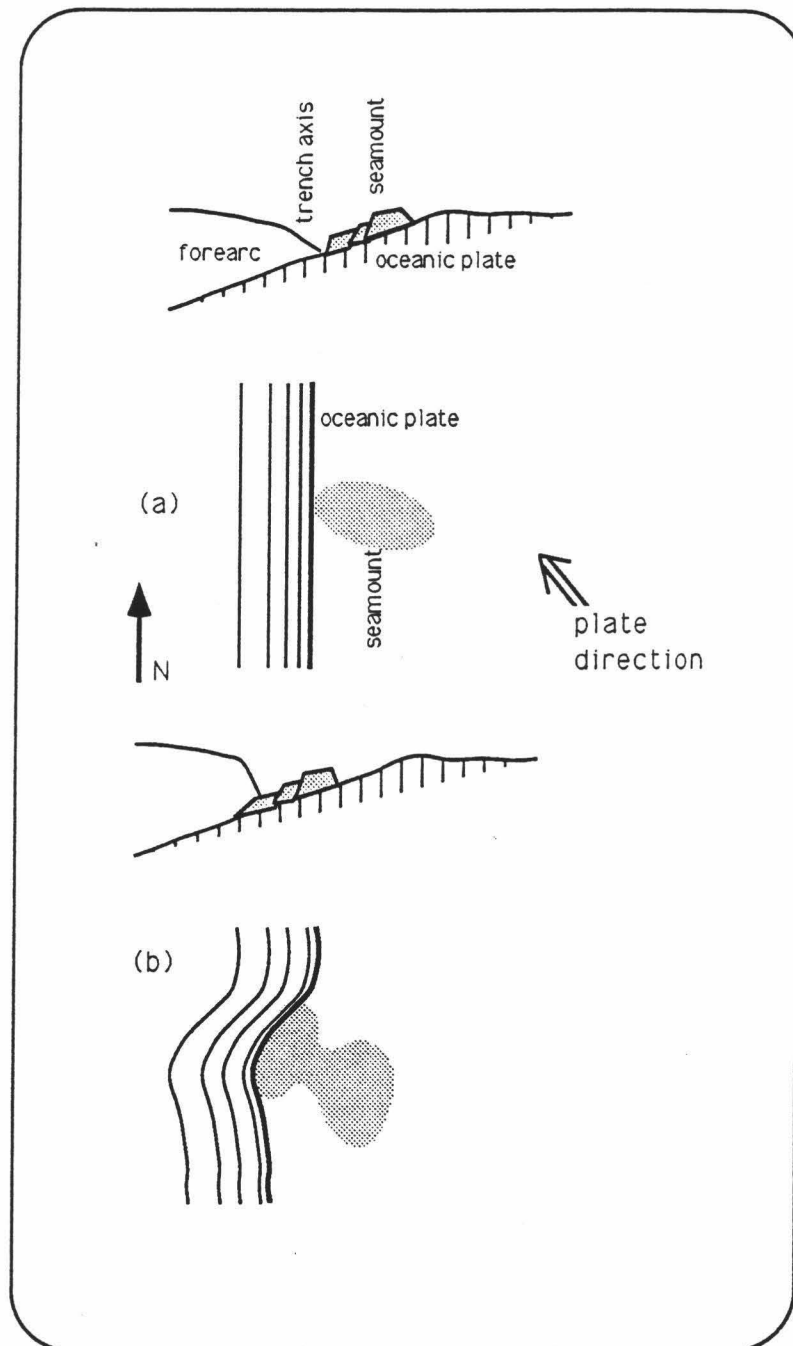 trench axis
seamount
forearc
oceanic plate
oceanic plate
(a)
seamount
N
plate
direction
(b)